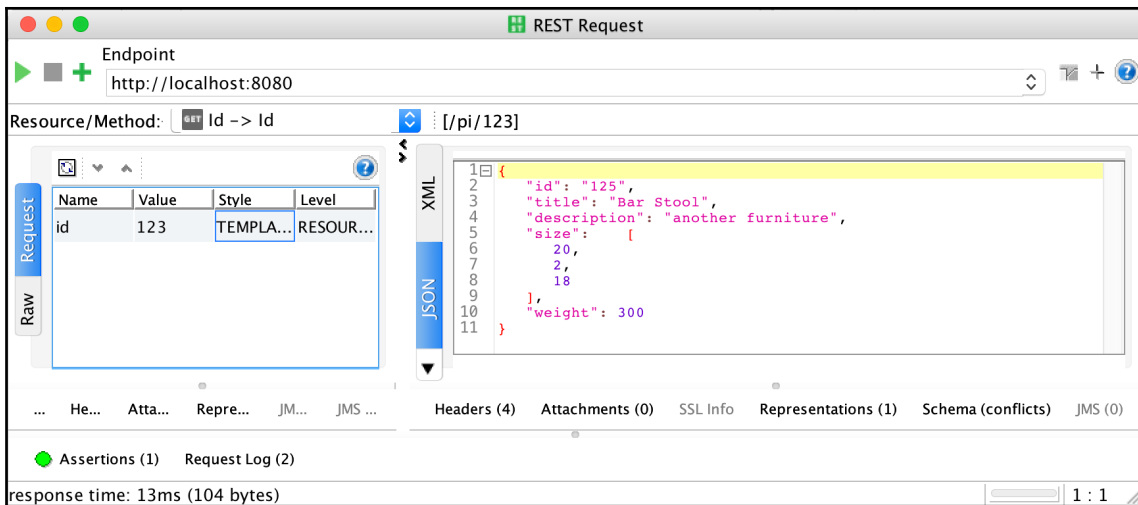 REST Request
Endpoint
http://localhost:8080
Resource/Method: GET Id -> Id [/pi/123]
Request
Raw
Name Value Style Level
id 123 TEMPLA... RESOUR...
XML
JSON
1 {
2 "id": "125",
3 "title": "Bar Stool",
4 "description": "another furniture",
5 "size": [
6 20,
7 2,
8 18
9 ],
10 "weight": 300
11 }
... He... Atta... Repre... JM... JMS ...
Headers (4) Attachments (0) SSL Info Representations (1) Schema (conflicts) JMS (0)
Assertions (1) Request Log (2)
response time: 13ms (104 bytes)
1 : 1